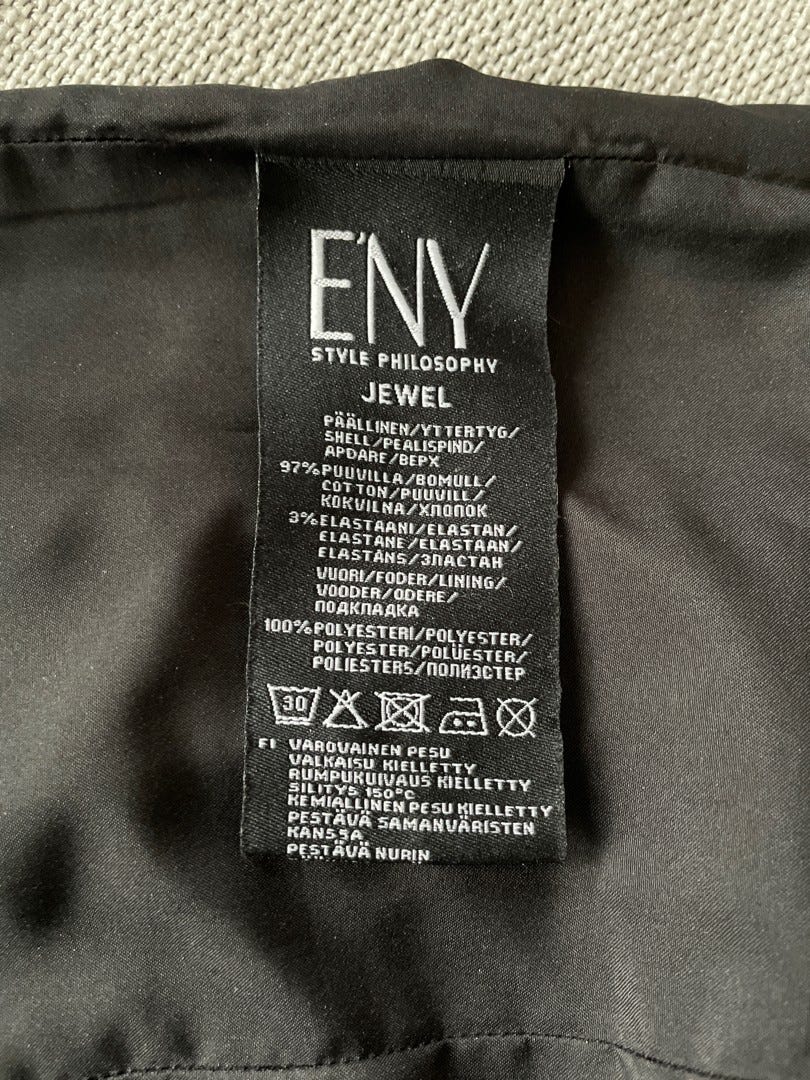 E'NY
STYLE PHILOSOPHY
JEWEL
PÄÄLLINEN/YTTERTYG/
SHELL/PEALISPIND/
APDARE/ВЕРХ
97%PUUVILLA/BOMULL/
COTTON/PUUVILL/
KOKVILNA/ХЛОПОК
3%ELASTAANI/ELASTAN/
ELASTANE/ELASTAAN/
ELASTĀNS/ЭЛАСТАН
VUORI/FODER/LINING/
VOODER/ODERE/
ПОДКЛАДКА
100%POLYESTERI/POLYESTER/
POLYESTER/POLÜESTER/
POLIESTERS/ПОЛИЭСТЕР
30
FI VAROVAINEN PESU
VALKAISU KIELLETTY
RUMPUKUIVAUS KIELLETTY
SILITYS 150°C
KEMIALLINEN PESU KIELLETTY
PESTÄVÄ SAMANVÄRISTEN
KANSSA
PESTÄVÄ NURIN